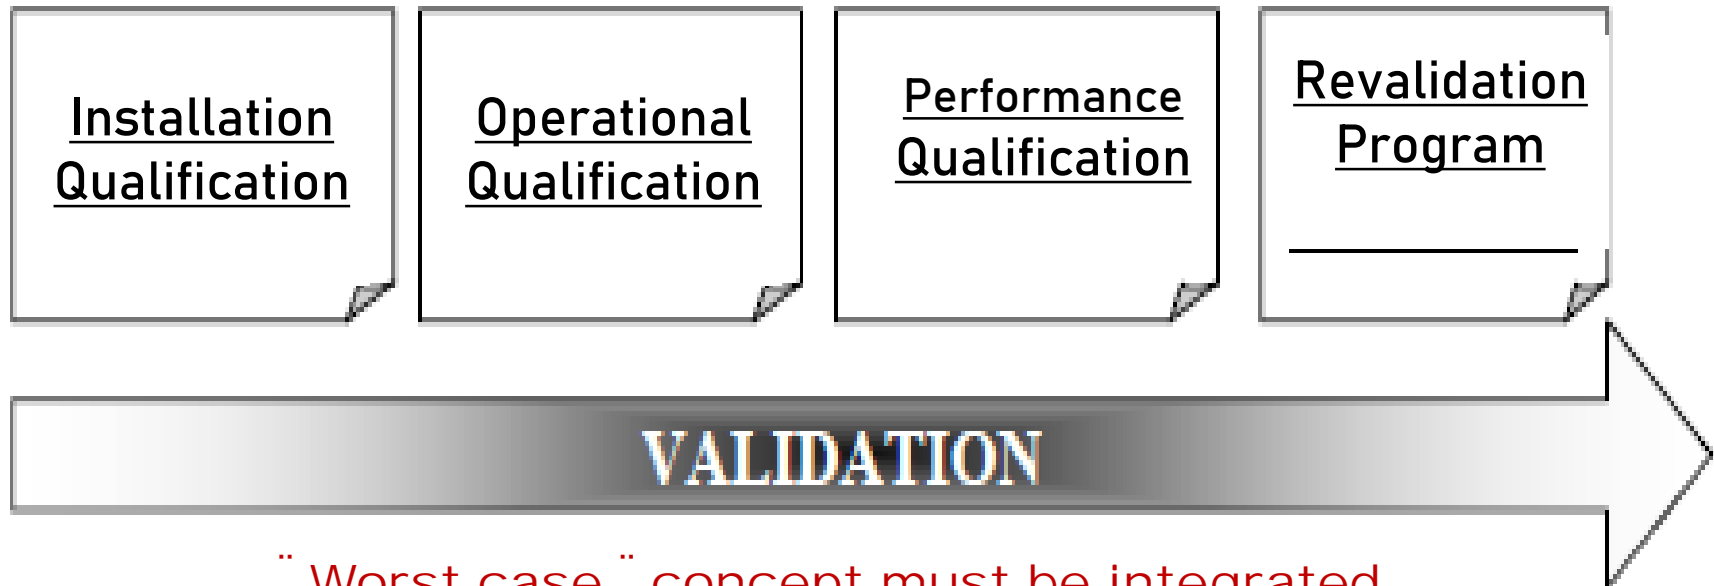 Installation
Qualification
Operational
Qualification
Performance
Qualification
Revalidation
Program
VALIDATION
¨ Worst case ¨ concept must be integrated